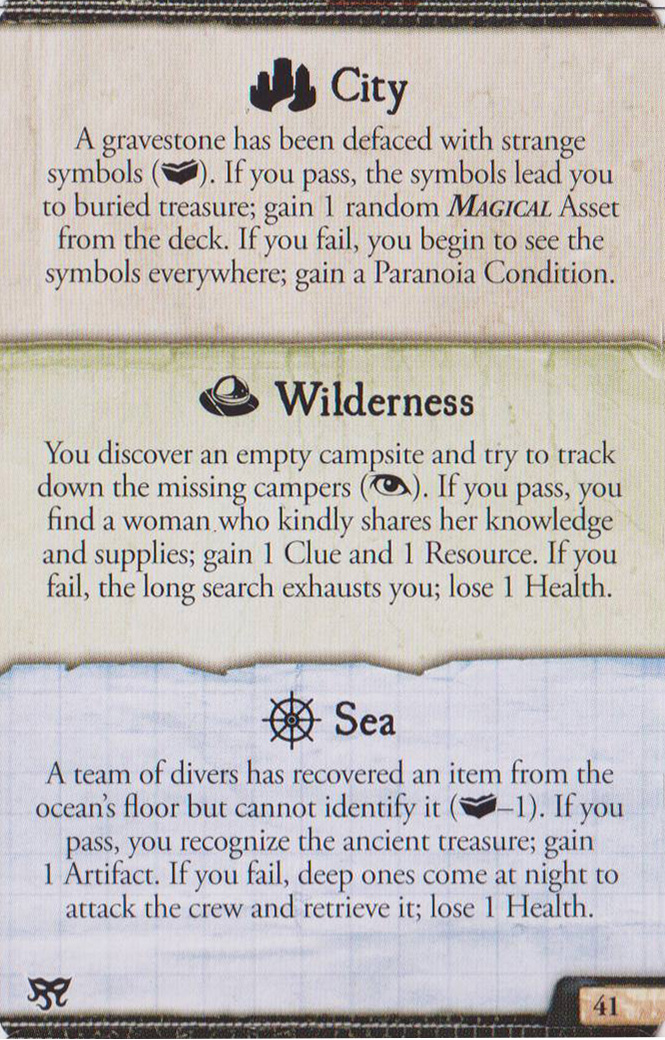 City
A gravestone has been defaced with strange
symbols (). If you pass, the symbols lead you
to buried treasure; gain 1 random MAGICAL Asset
from the deck. If you fail, you begin to see the
symbols everywhere; gain a Paranoia Condition.
Wilderness
You discover an empty campsite and try to track
down the missing campers (). If you pass, you
find a woman who kindly shares her knowledge
and supplies; gain 1 Clue and 1 Resource. If you
fail, the long search exhausts you; lose 1 Health.
Sea
A team of divers has recovered an item from the
ocean's floor but cannot identify it (–1). If you
pass, you recognize the ancient treasure; gain
1 Artifact. If you fail, deep ones come at night to
attack the crew and retrieve it; lose 1 Health.
41